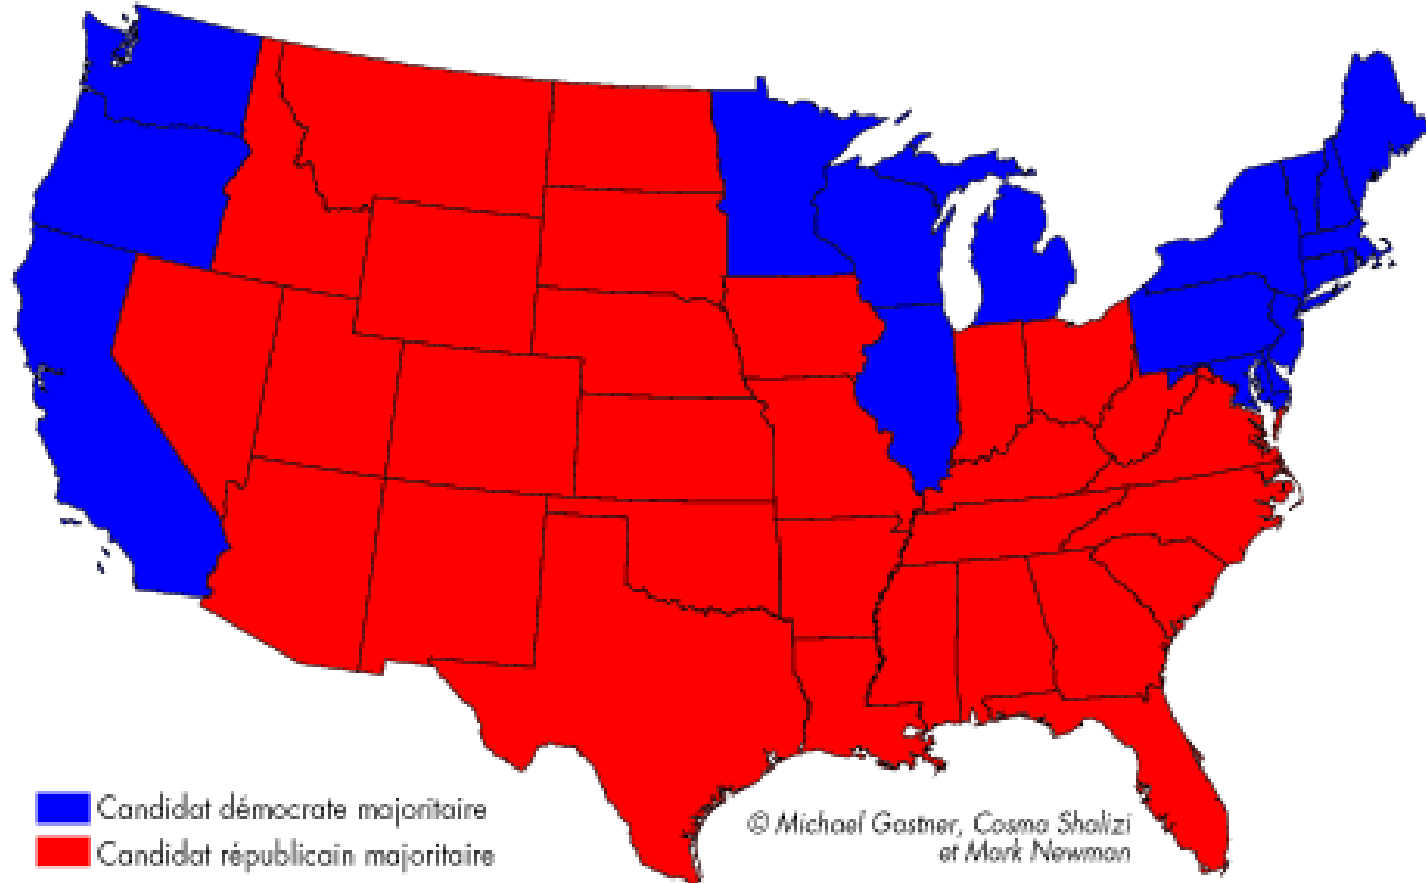 Candidat démocrate majoritaire
Candidat républicain majoritaire
© Michael Gastner, Cosma Shalizi
et Mark Newman